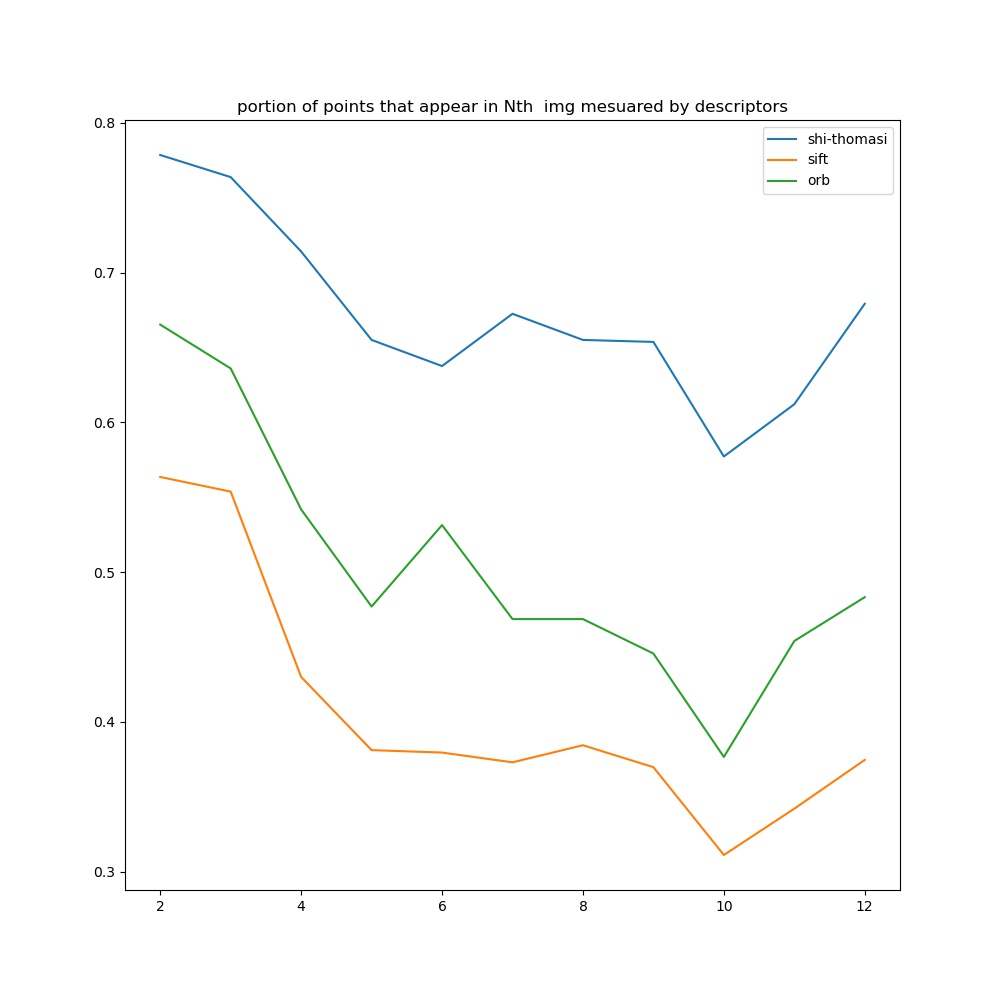 portion of points that appear in Nth  img mesuared by descriptors
shi-thomasi
sift
orb
0.8
0.7
0.6
0.5
0.4
0.3
2 4 6 8 10 12